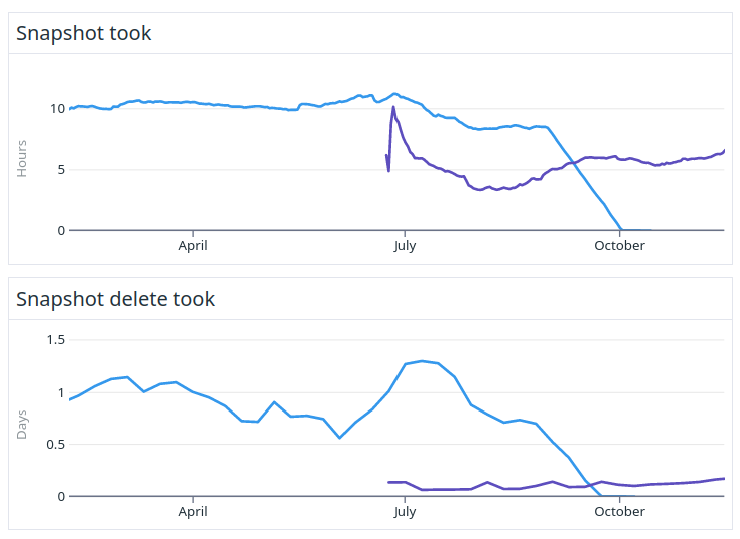 Snapshot took
10
Hours
5
0
April
July
October
Snapshot delete took
1.5
1
Days
0.5
0
April
July
October